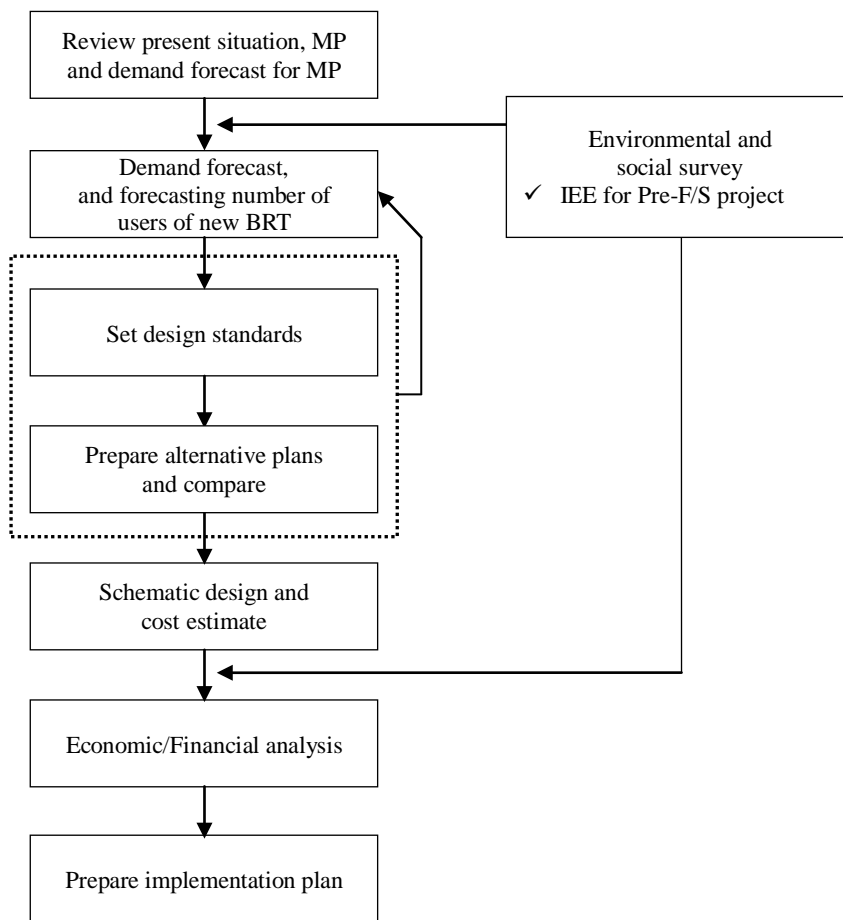 Review present situation, MP
and demand forecast for MP
Environmental and
social survey
✓ IEE for Pre-F/S project
Demand forecast,
and forecasting number of
users of new BRT
Set design standards
Prepare alternative plans
and compare
Schematic design and
cost estimate
Economic/Financial analysis
Prepare implementation plan